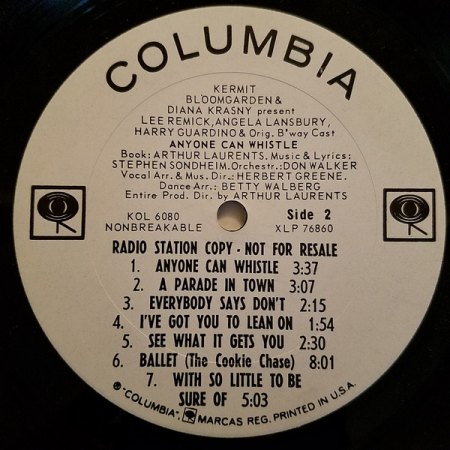 COLUMBIA
KERMIT
BLOOMGARDEN &
DIANA KRASNY present
LEE REMICK, ANGELA LANSBURY,
HARRY GUARDINO & Orig. B'way Cast
ANYONE CAN WHISTLE
Book: ARTHUR LAURENTS. Music & Lyrics:
STEPHEN SONDHEIM. Orchestr.: DON WALKER
Vocal Arr. & Mus. Dir.: HERBERT GREENE.
Dance Arr.: BETTY WALBERG
Entire Prod. Dir. by ARTHUR LAURENTS
KOL 6080 Side 2
NONBREAKABLE XLP 76860
RADIO STATION COPY - NOT FOR RESALE
1. ANYONE CAN WHISTLE 3:37
2. A PARADE IN TOWN 3:07
3. EVERYBODY SAYS DON'T 2:15
4. I'VE GOT YOU TO LEAN ON 1:54
5. SEE WHAT IT GETS YOU 2:30
6. BALLET (The Cookie Chase) 8:01
7. WITH SO LITTLE TO BE
SURE OF 5:03
® "COLUMBIA", MARCAS REG. PRINTED IN U.S.A.